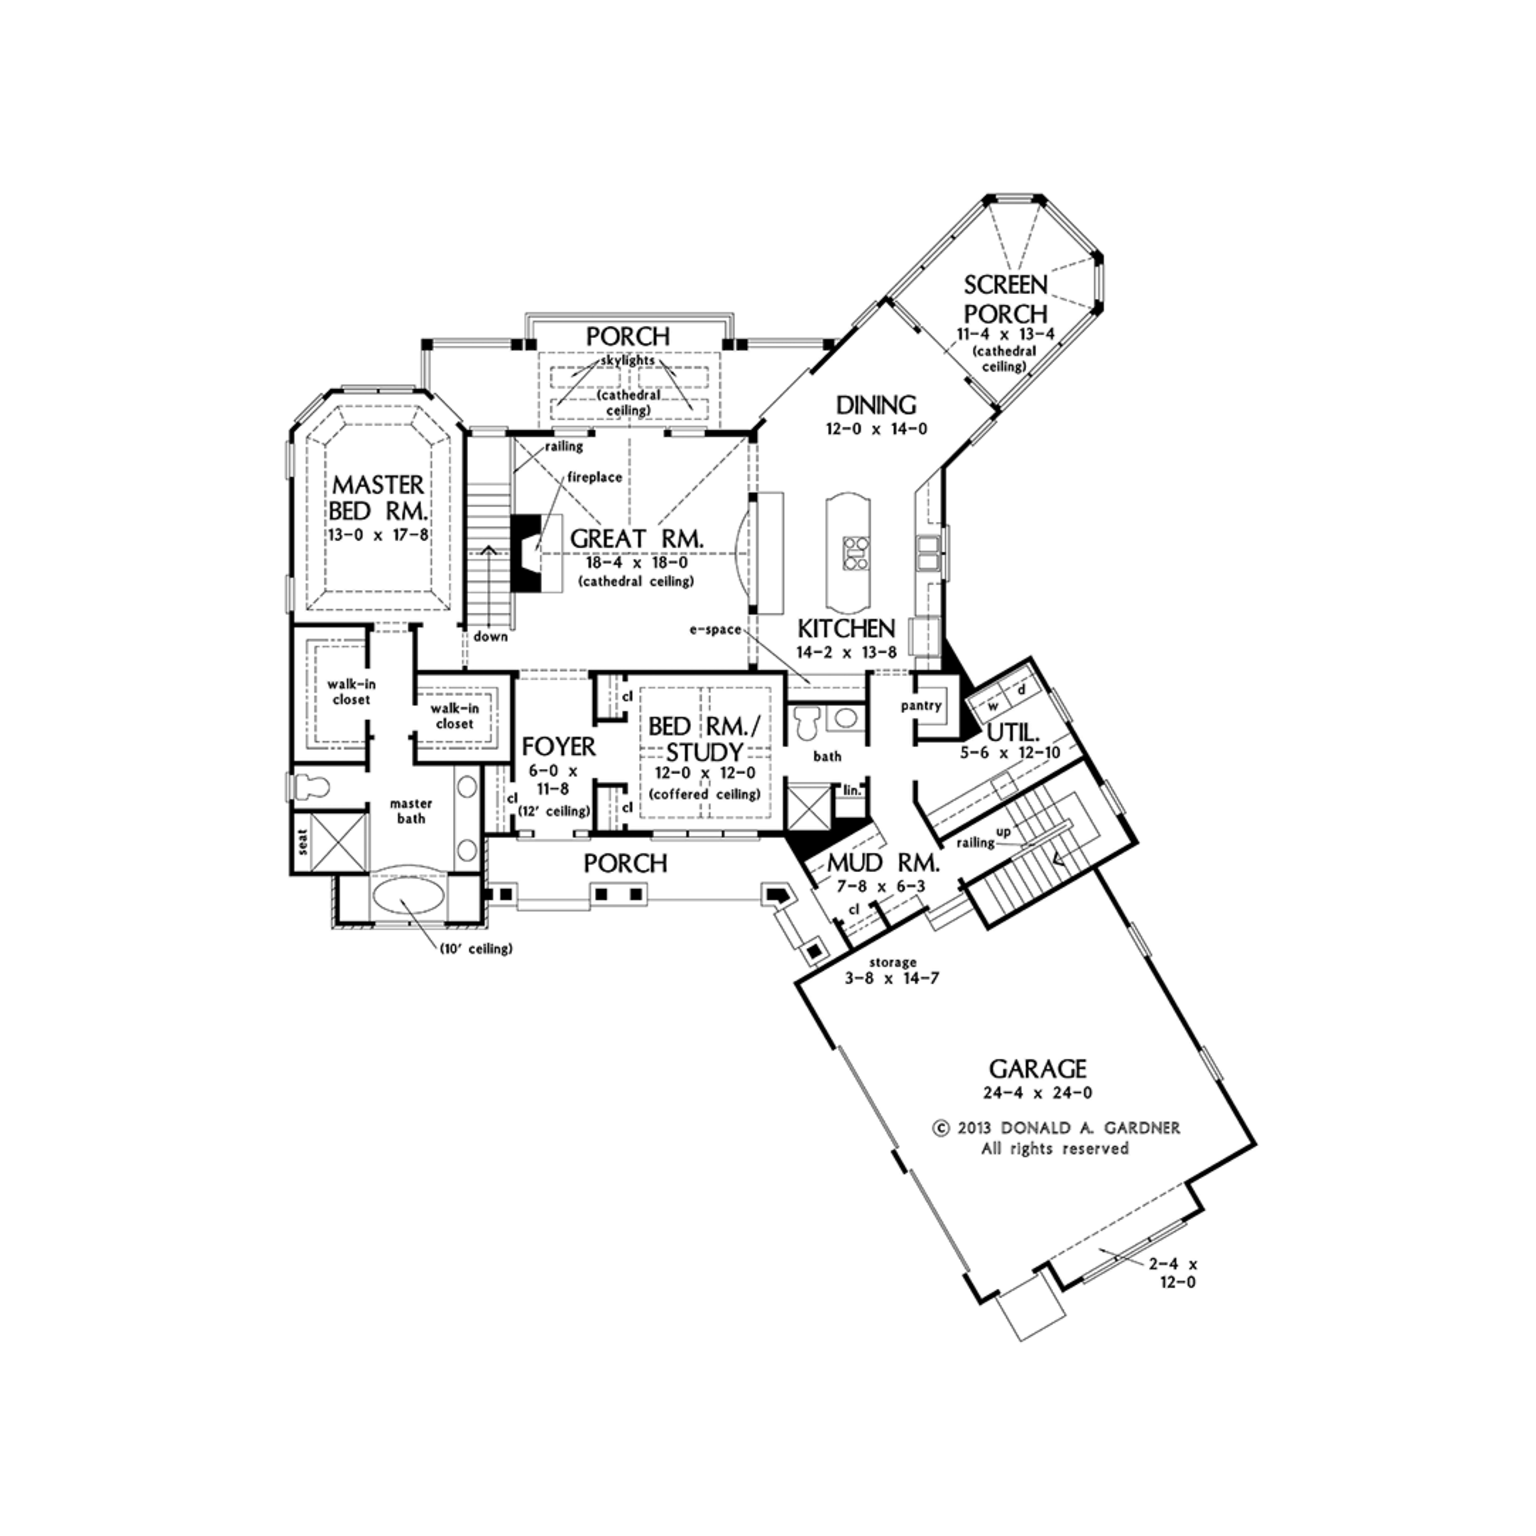 SCREEN
PORCH
11-4 x 13-4
(cathedral
ceiling)
PORCH
skylights
(cathedral
ceiling)
DINING
12-0 x 14-0
railing
fireplace
MASTER
BED RM.
13-0 x 17-8
GREAT RM.
18-4 x 18-0
(cathedral ceiling)
down
e-space
KITCHEN
14-2 x 13-8
walk-in
closet
walk-in
closet
cl
pantry
w
d
UTIL.
5-6 x 12-10
FOYER
6-0 x
11-8
(12' ceiling)
BED RM./
STUDY
12-0 x 12-0
(coffered ceiling)
bath
lin.
cl
cl
master
bath
seat
up
railing
PORCH
MUD RM.
7-8 x 6-3
cl
(10' ceiling)
storage
3-8 x 14-7
GARAGE
24-4 x 24-0
© 2013 DONALD A. GARDNER
All rights reserved
2-4 x
12-0